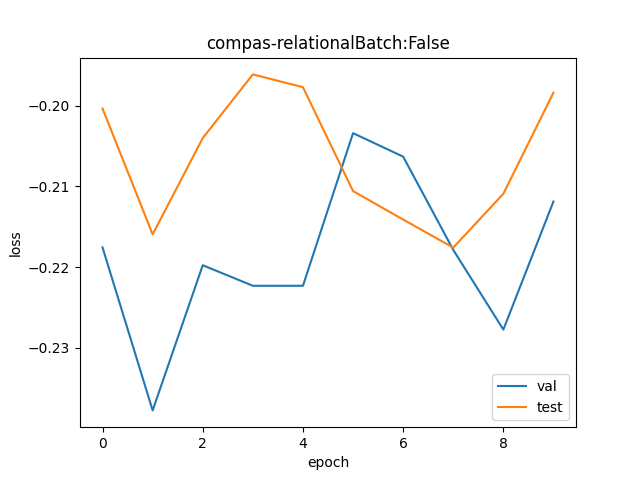 compas-relationalBatch:False
loss
−0.20
−0.21
−0.22
−0.23
0 2 4 6 8
epoch
val
test